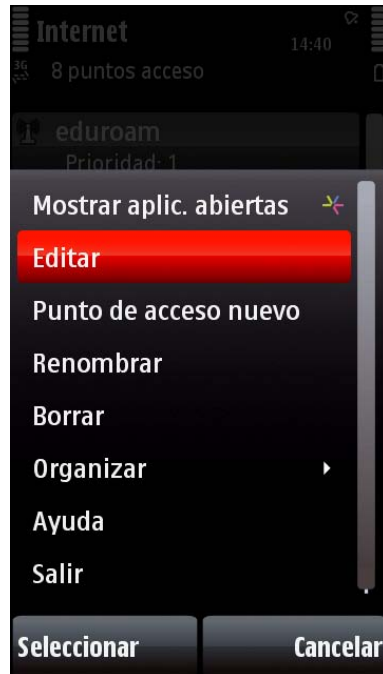 Internet
14:40
3G
8 puntos acceso
eduroam
Prioridad: 1
Mostrar aplic. abiertas
Editar
Punto de acceso nuevo
Renombrar
Borrar
Organizar
Ayuda
Salir
Seleccionar Cancelar